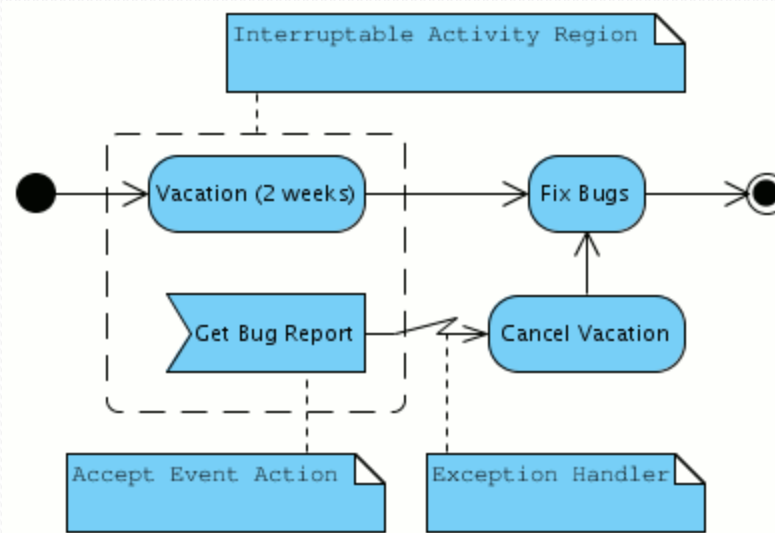 Interruptable Activity Region
Vacation (2 weeks)
Fix Bugs
Get Bug Report
Cancel Vacation
Accept Event Action
Exception Handler